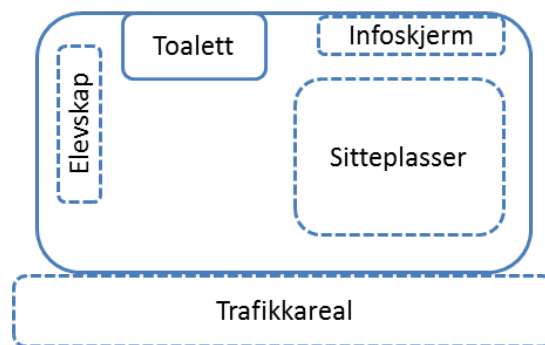 Toalett
Infoskjerm
Elevskap
Sitteplasser
Trafikkareal